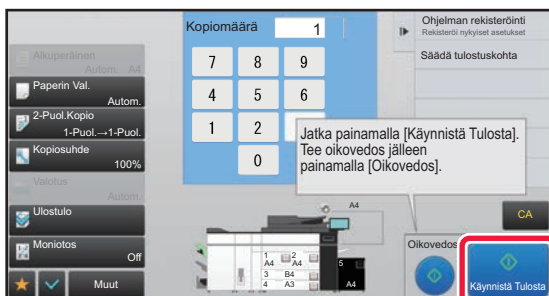 Alkuperäinen
Autom. A4
Paperin Val.
Autom.
2-Puol.Kopio
1-Puol.→1-Puol.
Kopiosuhde
100%
Valotus
Autom.
Ulostulo
Moniotos
Off
Muut
Kopiomäärä 1
7 8 9
4 5 6
1 2
0
Jatka painamalla [Käynnistä Tulosta].
Tee oikovedos jälleen
painamalla [Oikovedos].
A4
1 A4 2 A4
3 B4
4 A3
5 A4
Ohjelman rekisteröinti
Rekisteröi nykyiset asetukset
Säädä tulostuskohta
CA
Oikovedos
Käynnistä Tulosta